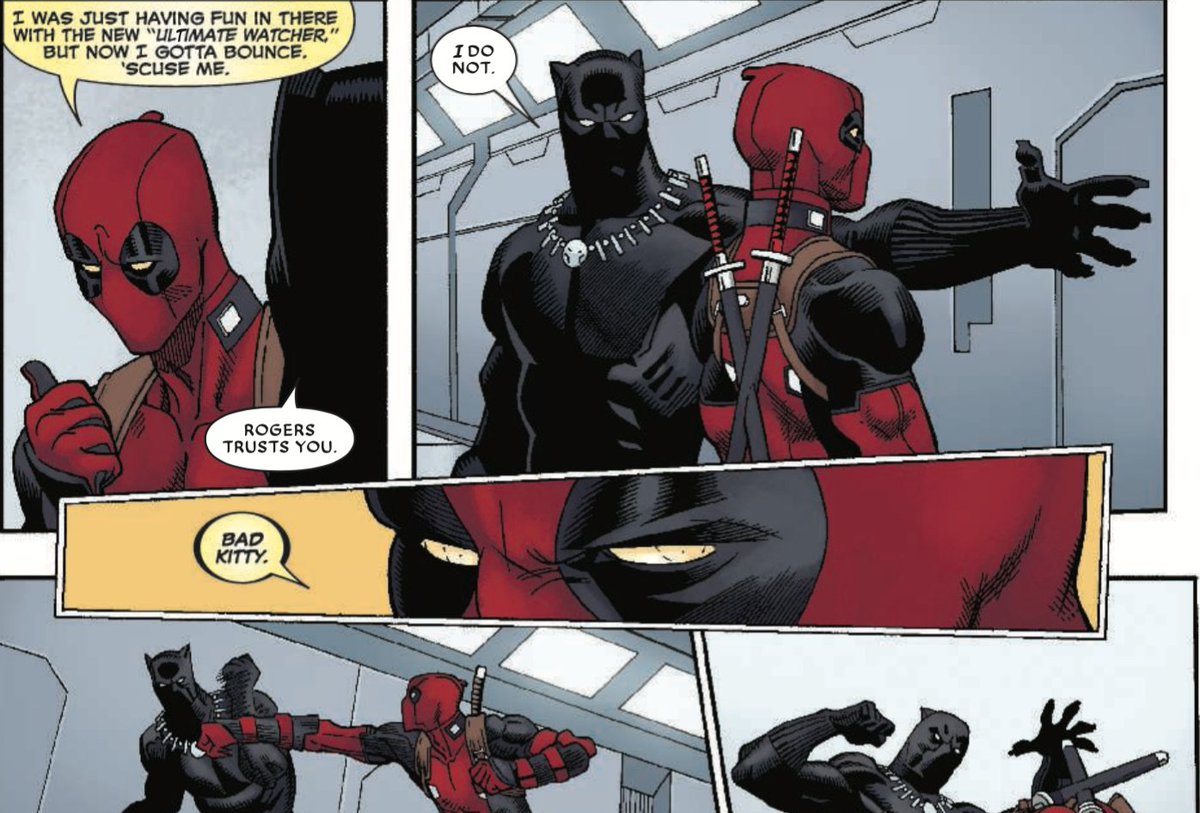 I WAS JUST HAVING FUN IN THERE
WITH THE NEW "ULTIMATE WATCHER,"
BUT NOW I GOTTA BOUNCE.
'SCUSE ME.
ROGERS
TRUSTS YOU.
I DO
NOT.
BAD
KITTY.